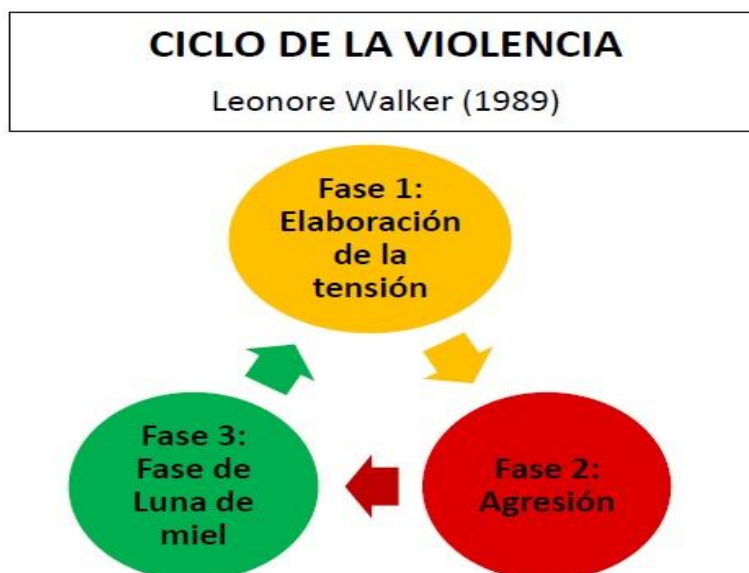 CICLO DE LA VIOLENCIA
Leonore Walker (1989)
Fase 1:
Elaboración
de la
tensión
Fase 3:
Fase de
Luna de
miel
Fase 2:
Agresión